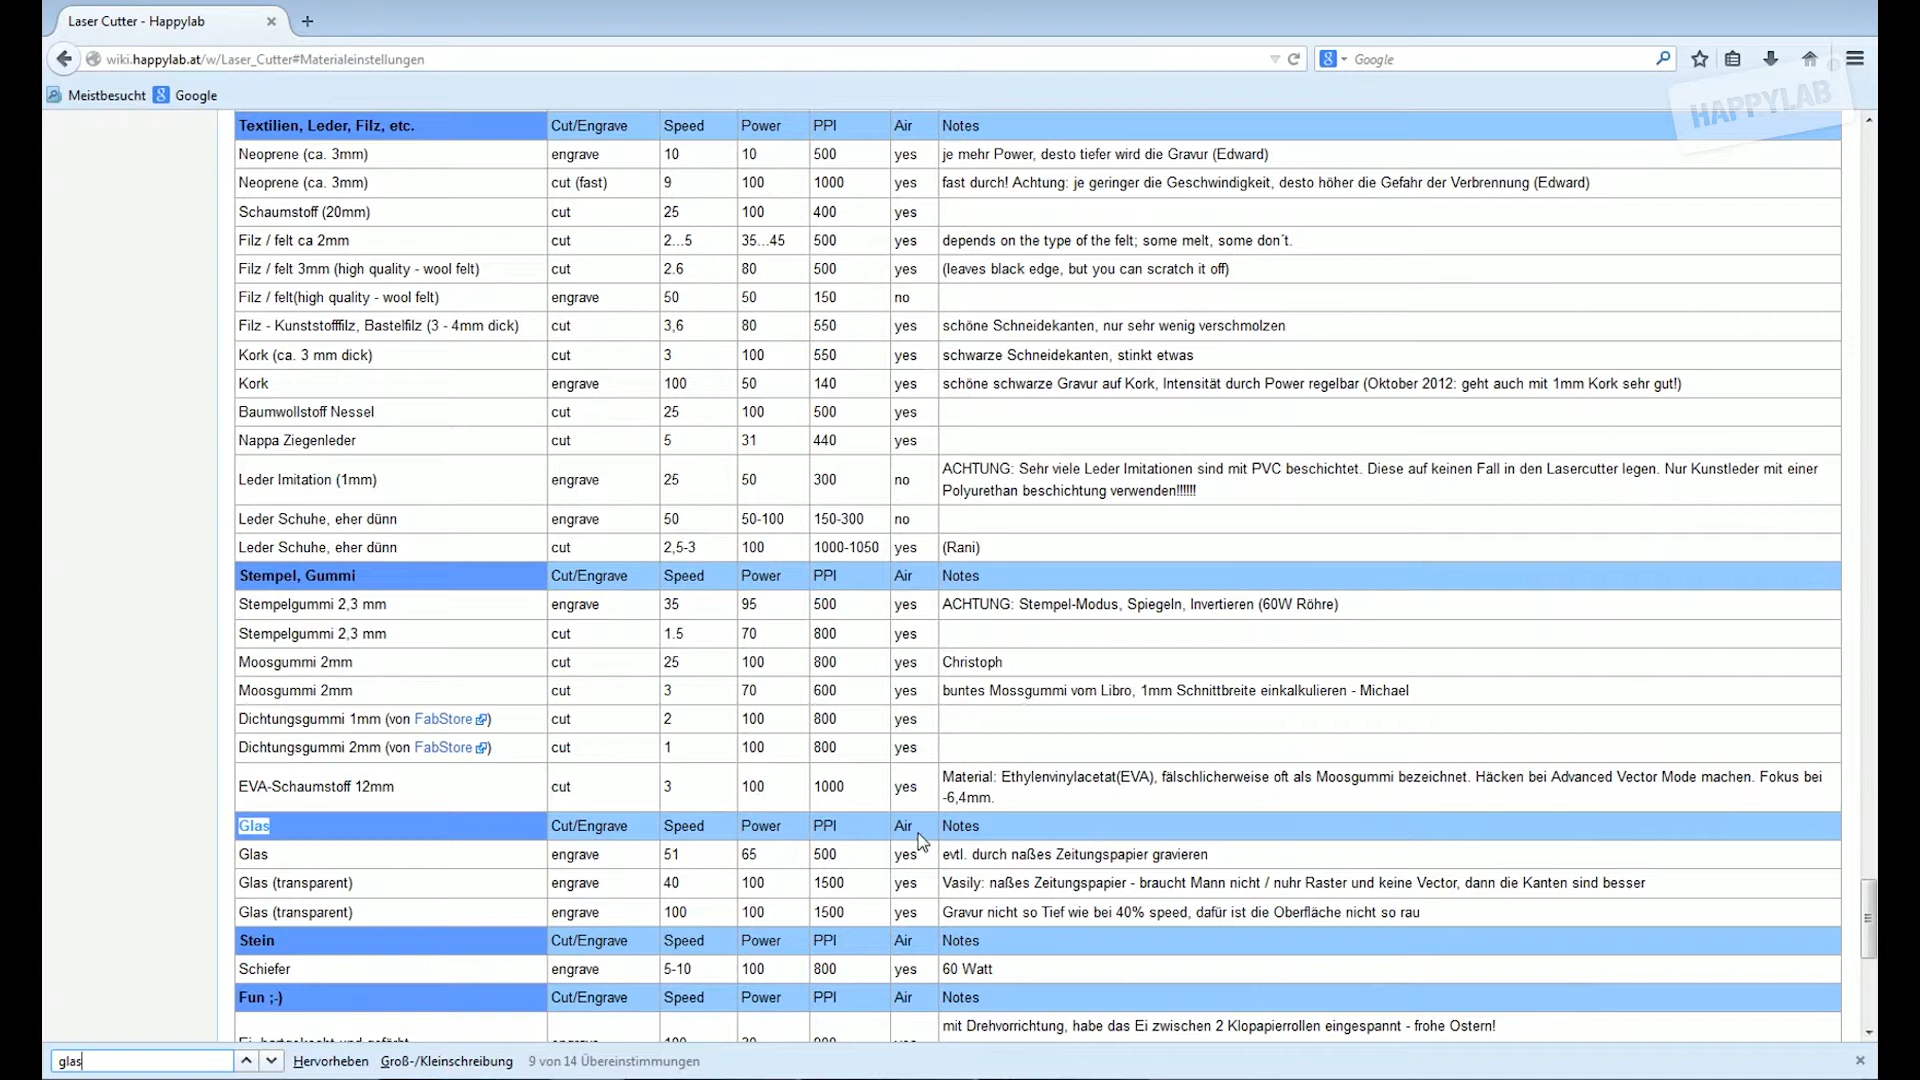 Laser Cutter - Happylab
wiki.happylab.at/w/Laser_Cutter#Materialeinstellungen
Google
Meistbesucht Google
HAPPYLAB
Textilien, Leder, Filz, etc. Cut/Engrave Speed Power PPI Air Notes
Neoprene (ca. 3mm) engrave 10 10 500 yes je mehr Power, desto tiefer wird die Gravur (Edward)
Neoprene (ca. 3mm) cut (fast) 9 100 1000 yes fast durch! Achtung: je geringer die Geschwindigkeit, desto höher die Gefahr der Verbrennung (Edward)
Schaumstoff (20mm) cut 25 100 400 yes
Filz / felt ca 2mm cut 2...5 35...45 500 yes depends on the type of the felt; some melt, some don´t.
Filz / felt 3mm (high quality - wool felt) cut 2.6 80 500 yes (leaves black edge, but you can scratch it off)
Filz / felt(high quality - wool felt) engrave 50 50 150 no
Filz - Kunststofffilz, Bastelfilz (3 - 4mm dick) cut 3,6 80 550 yes schöne Schneidekanten, nur sehr wenig verschmolzen
Kork (ca. 3 mm dick) cut 3 100 550 yes schwarze Schneidekanten, stinkt etwas
Kork engrave 100 50 140 yes schöne schwarze Gravur auf Kork, Intensität durch Power regelbar (Oktober 2012: geht auch mit 1mm Kork sehr gut!)
Baumwollstoff Nessel cut 25 100 500 yes
Nappa Ziegenleder cut 5 31 440 yes
Leder Imitation (1mm) engrave 25 50 300 no ACHTUNG: Sehr viele Leder Imitationen sind mit PVC beschichtet. Diese auf keinen Fall in den Lasercutter legen. Nur Kunstleder mit einer
Polyurethan beschichtung verwenden!!!!!!
Leder Schuhe, eher dünn engrave 50 50-100 150-300 no
Leder Schuhe, eher dünn cut 2,5-3 100 1000-1050 yes (Rani)
Stempel, Gummi Cut/Engrave Speed Power PPI Air Notes
Stempelgummi 2,3 mm engrave 35 95 500 yes ACHTUNG: Stempel-Modus, Spiegeln, Invertieren (60W Röhre)
Stempelgummi 2,3 mm cut 1.5 70 800 yes
Moosgummi 2mm cut 25 100 800 yes Christoph
Moosgummi 2mm cut 3 70 600 yes buntes Mossgummi vom Libro, 1mm Schnittbreite einkalkulieren - Michael
Dichtungsgummi 1mm (von FabStore) cut 2 100 800 yes
Dichtungsgummi 2mm (von FabStore) cut 1 100 800 yes
EVA-Schaumstoff 12mm cut 3 100 1000 yes Material: Ethylenvinylacetat(EVA), fälschlicherweise oft als Moosgummi bezeichnet. Häcken bei Advanced Vector Mode machen. Fokus bei
-6,4mm.
Glas Cut/Engrave Speed Power PPI Air Notes
Glas engrave 51 65 500 yes evtl. durch naßes Zeitungspapier gravieren
Glas (transparent) engrave 40 100 1500 yes Vasily: naßes Zeitungspapier - braucht Mann nicht / nuhr Raster und keine Vector, dann die Kanten sind besser
Glas (transparent) engrave 100 100 1500 yes Gravur nicht so Tief wie bei 40% speed, dafür ist die Oberfläche nicht so rau
Stein Cut/Engrave Speed Power PPI Air Notes
Schiefer engrave 5-10 100 800 yes 60 Watt
Fun ;-) Cut/Engrave Speed Power PPI Air Notes
mit Drehvorrichtung, habe das Ei zwischen 2 Klopapierrollen eingespannt - frohe Ostern!
glas Hervorheben Groß-/Kleinschreibung 9 von 14 Übereinstimmungen